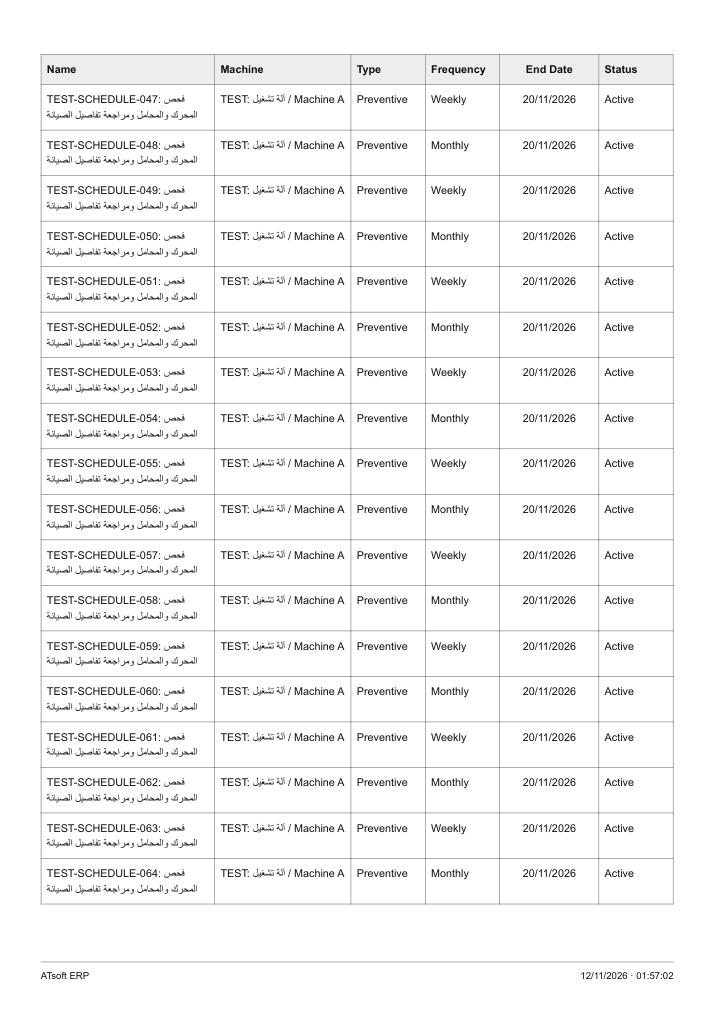 Name Machine Type Frequency End Date Status
TEST-SCHEDULE-047: فحص TEST: آلة تشغيل / Machine A Preventive Weekly 20/11/2026 Active
المحرك والمحامل ومراجعة تفاصيل الصيانة
TEST-SCHEDULE-048: فحص TEST: آلة تشغيل / Machine A Preventive Monthly 20/11/2026 Active
المحرك والمحامل ومراجعة تفاصيل الصيانة
TEST-SCHEDULE-049: فحص TEST: آلة تشغيل / Machine A Preventive Weekly 20/11/2026 Active
المحرك والمحامل ومراجعة تفاصيل الصيانة
TEST-SCHEDULE-050: فحص TEST: آلة تشغيل / Machine A Preventive Monthly 20/11/2026 Active
المحرك والمحامل ومراجعة تفاصيل الصيانة
TEST-SCHEDULE-051: فحص TEST: آلة تشغيل / Machine A Preventive Weekly 20/11/2026 Active
المحرك والمحامل ومراجعة تفاصيل الصيانة
TEST-SCHEDULE-052: فحص TEST: آلة تشغيل / Machine A Preventive Monthly 20/11/2026 Active
المحرك والمحامل ومراجعة تفاصيل الصيانة
TEST-SCHEDULE-053: فحص TEST: آلة تشغيل / Machine A Preventive Weekly 20/11/2026 Active
المحرك والمحامل ومراجعة تفاصيل الصيانة
TEST-SCHEDULE-054: فحص TEST: آلة تشغيل / Machine A Preventive Monthly 20/11/2026 Active
المحرك والمحامل ومراجعة تفاصيل الصيانة
TEST-SCHEDULE-055: فحص TEST: آلة تشغيل / Machine A Preventive Weekly 20/11/2026 Active
المحرك والمحامل ومراجعة تفاصيل الصيانة
TEST-SCHEDULE-056: فحص TEST: آلة تشغيل / Machine A Preventive Monthly 20/11/2026 Active
المحرك والمحامل ومراجعة تفاصيل الصيانة
TEST-SCHEDULE-057: فحص TEST: آلة تشغيل / Machine A Preventive Weekly 20/11/2026 Active
المحرك والمحامل ومراجعة تفاصيل الصيانة
TEST-SCHEDULE-058: فحص TEST: آلة تشغيل / Machine A Preventive Monthly 20/11/2026 Active
المحرك والمحامل ومراجعة تفاصيل الصيانة
TEST-SCHEDULE-059: فحص TEST: آلة تشغيل / Machine A Preventive Weekly 20/11/2026 Active
المحرك والمحامل ومراجعة تفاصيل الصيانة
TEST-SCHEDULE-060: فحص TEST: آلة تشغيل / Machine A Preventive Monthly 20/11/2026 Active
المحرك والمحامل ومراجعة تفاصيل الصيانة
TEST-SCHEDULE-061: فحص TEST: آلة تشغيل / Machine A Preventive Weekly 20/11/2026 Active
المحرك والمحامل ومراجعة تفاصيل الصيانة
TEST-SCHEDULE-062: فحص TEST: آلة تشغيل / Machine A Preventive Monthly 20/11/2026 Active
المحرك والمحامل ومراجعة تفاصيل الصيانة
TEST-SCHEDULE-063: فحص TEST: آلة تشغيل / Machine A Preventive Weekly 20/11/2026 Active
المحرك والمحامل ومراجعة تفاصيل الصيانة
TEST-SCHEDULE-064: فحص TEST: آلة تشغيل / Machine A Preventive Monthly 20/11/2026 Active
المحرك والمحامل ومراجعة تفاصيل الصيانة
ATsoft ERP 12/11/2026 · 01:57:02